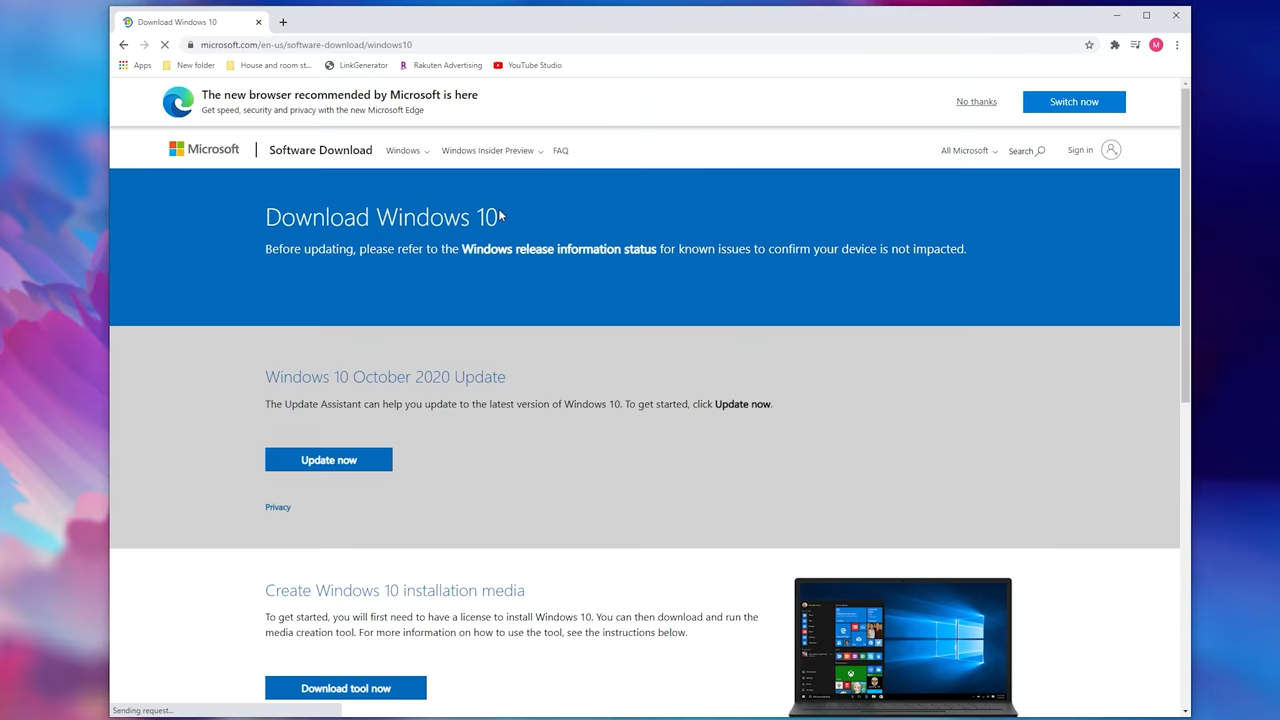 Download Windows 10
microsoft.com/en-us/software-download/windows10
M
Apps New folder House and room st... LinkGenerator Rakuten Advertising YouTube Studio
The new browser recommended by Microsoft is here
Get speed, security and privacy with the new Microsoft Edge
No thanks
Switch now
Microsoft Software Download Windows Windows Insider Preview FAQ All Microsoft Search Sign in
Download Windows 10
Before updating, please refer to the Windows release information status for known issues to confirm your device is not impacted.
Windows 10 October 2020 Update
The Update Assistant can help you update to the latest version of Windows 10. To get started, click Update now.
Update now
Privacy
Create Windows 10 installation media
To get started, you will first need to have a license to install Windows 10. You can then download and run the
media creation tool. For more information on how to use the tool, see the instructions below.
Download tool now
Sending request...